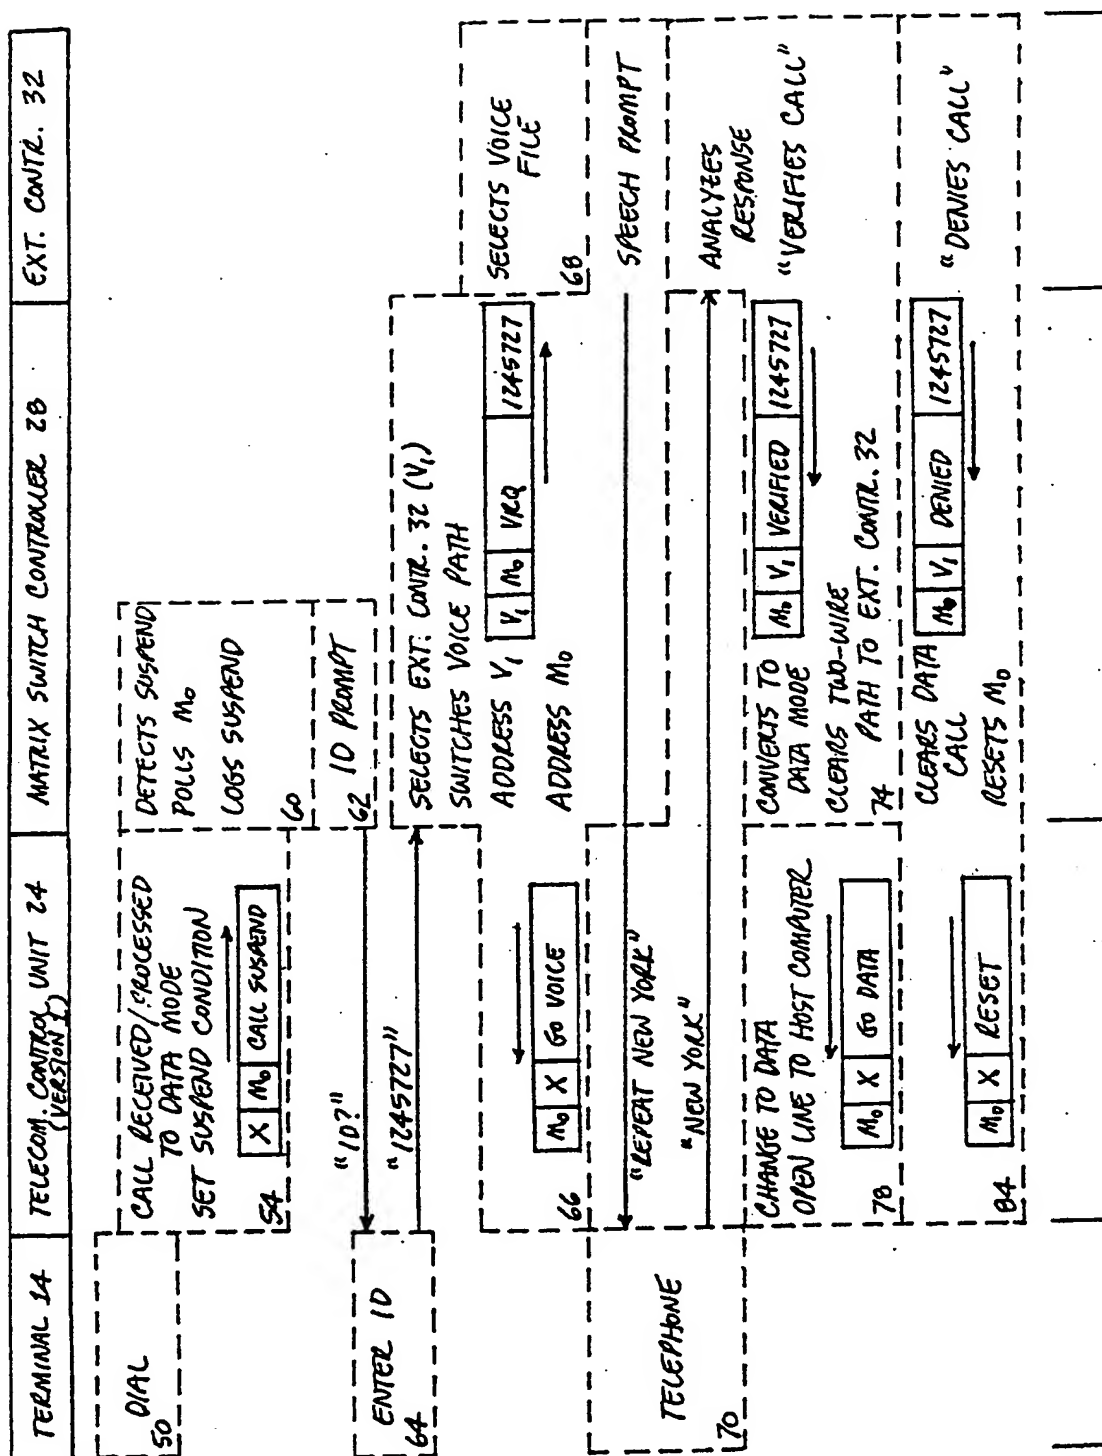 TERMINAL 14
TELECOM. CONTROL UNIT 24
(VERSION 1)
MATRIX SWITCH CONTROLLER 28
EXT. CONTR. 32
DIAL
50
CALL RECEIVED/PROCESSED
TO DATA MODE
SET SUSPEND CONDITION
X M₀ CALL SUSPEND
54
DETECTS SUSPEND
POLLS M₀
LOGS SUSPEND
60
ID PROMPT
62
"ID?"
ENTER ID
64
"1245727"
SELECTS EXT. CONTR. 32 (V₁)
SWITCHES VOICE PATH
ADDRESS V₁
V₁ M₀ VRQ 1245727
ADDRESS M₀
M₀ X GO VOICE
66
SELECTS VOICE
FILE
68
SPEECH PROMPT
"REPEAT NEW YORK"
"NEW YORK"
TELEPHONE
70
ANALYZES
RESPONSE
"VERIFIES CALL"
CONVERTS TO
DATA MODE
M₀ V₁ VERIFIED 1245727
CLEARS TWO-WIRE
PATH TO EXT. CONTR. 32
74
CHANGE TO DATA
OPEN LINE TO HOST COMPUTER
M₀ X GO DATA
78
"DENIES CALL"
CLEARS DATA
CALL
M₀ V₁ DENIED 1245727
RESETS M₀
M₀ X RESET
84